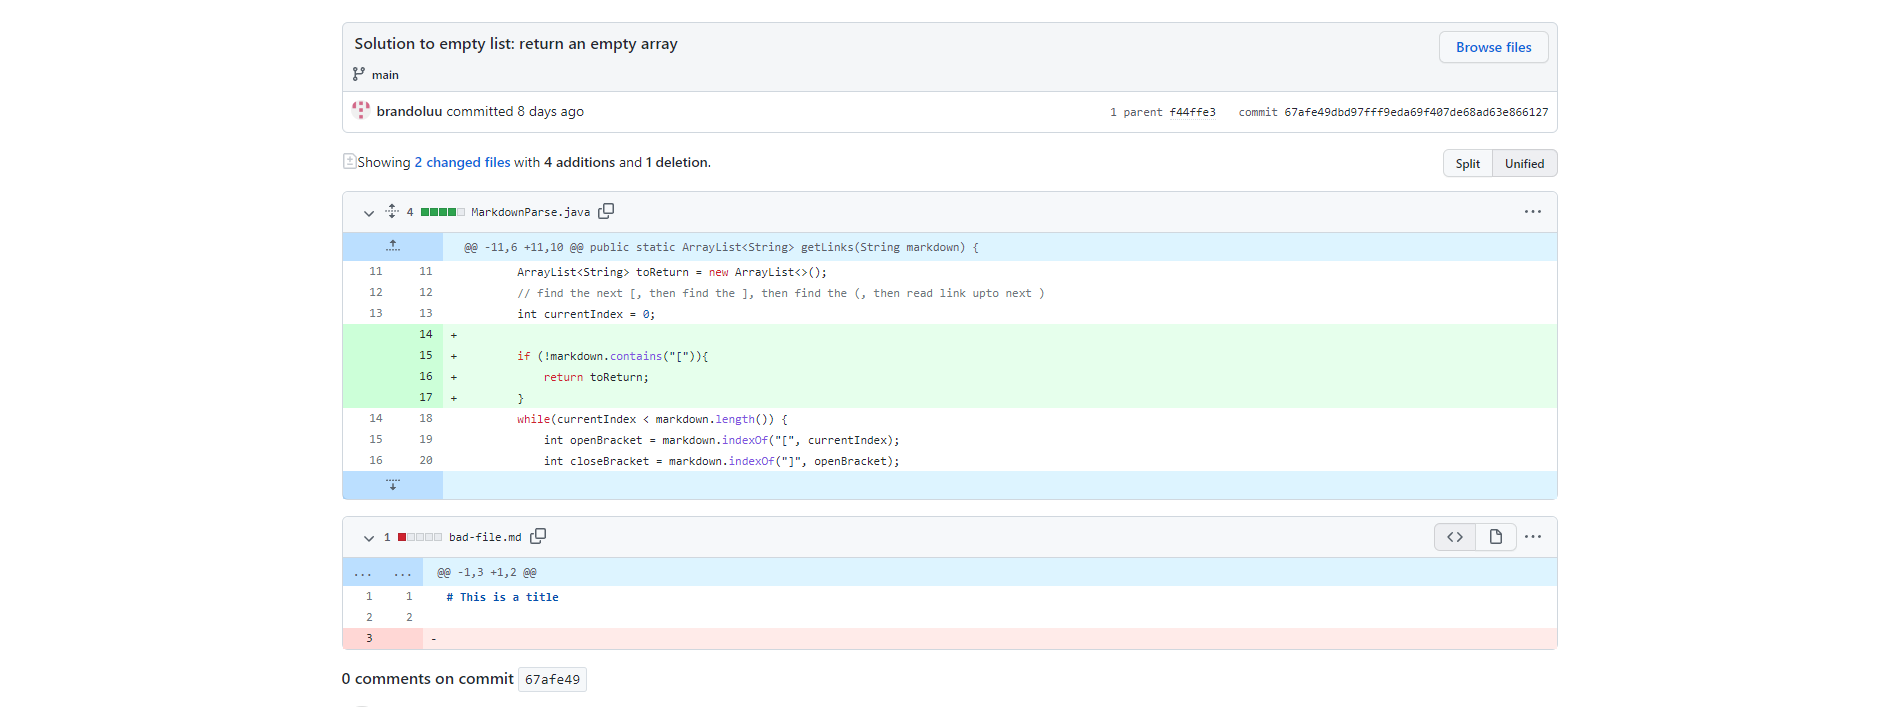 Solution to empty list: return an empty array
Browse files
main
brandoluu committed 8 days ago
1 parent f44ffe3 commit 67afe49dbd97fff9eda69f407de68ad63e866127
Showing 2 changed files with 4 additions and 1 deletion.
Split Unified
4 MarkdownParse.java
@@ -11,6 +11,10 @@ public static ArrayList<String> getLinks(String markdown) {
11 11 ArrayList<String> toReturn = new ArrayList<>();
12 12 // find the next [, then find the ], then find the (, then read link upto next )
13 13 int currentIndex = 0;
14 +
15 + if (!markdown.contains("[")){
16 + return toReturn;
17 + }
14 18 while(currentIndex < markdown.length()) {
15 19 int openBracket = markdown.indexOf("[", currentIndex);
16 20 int closeBracket = markdown.indexOf("]", openBracket);
1 bad-file.md
... ... @@ -1,3 +1,2 @@
1 1 # This is a title
2 2
3 -
0 comments on commit 67afe49